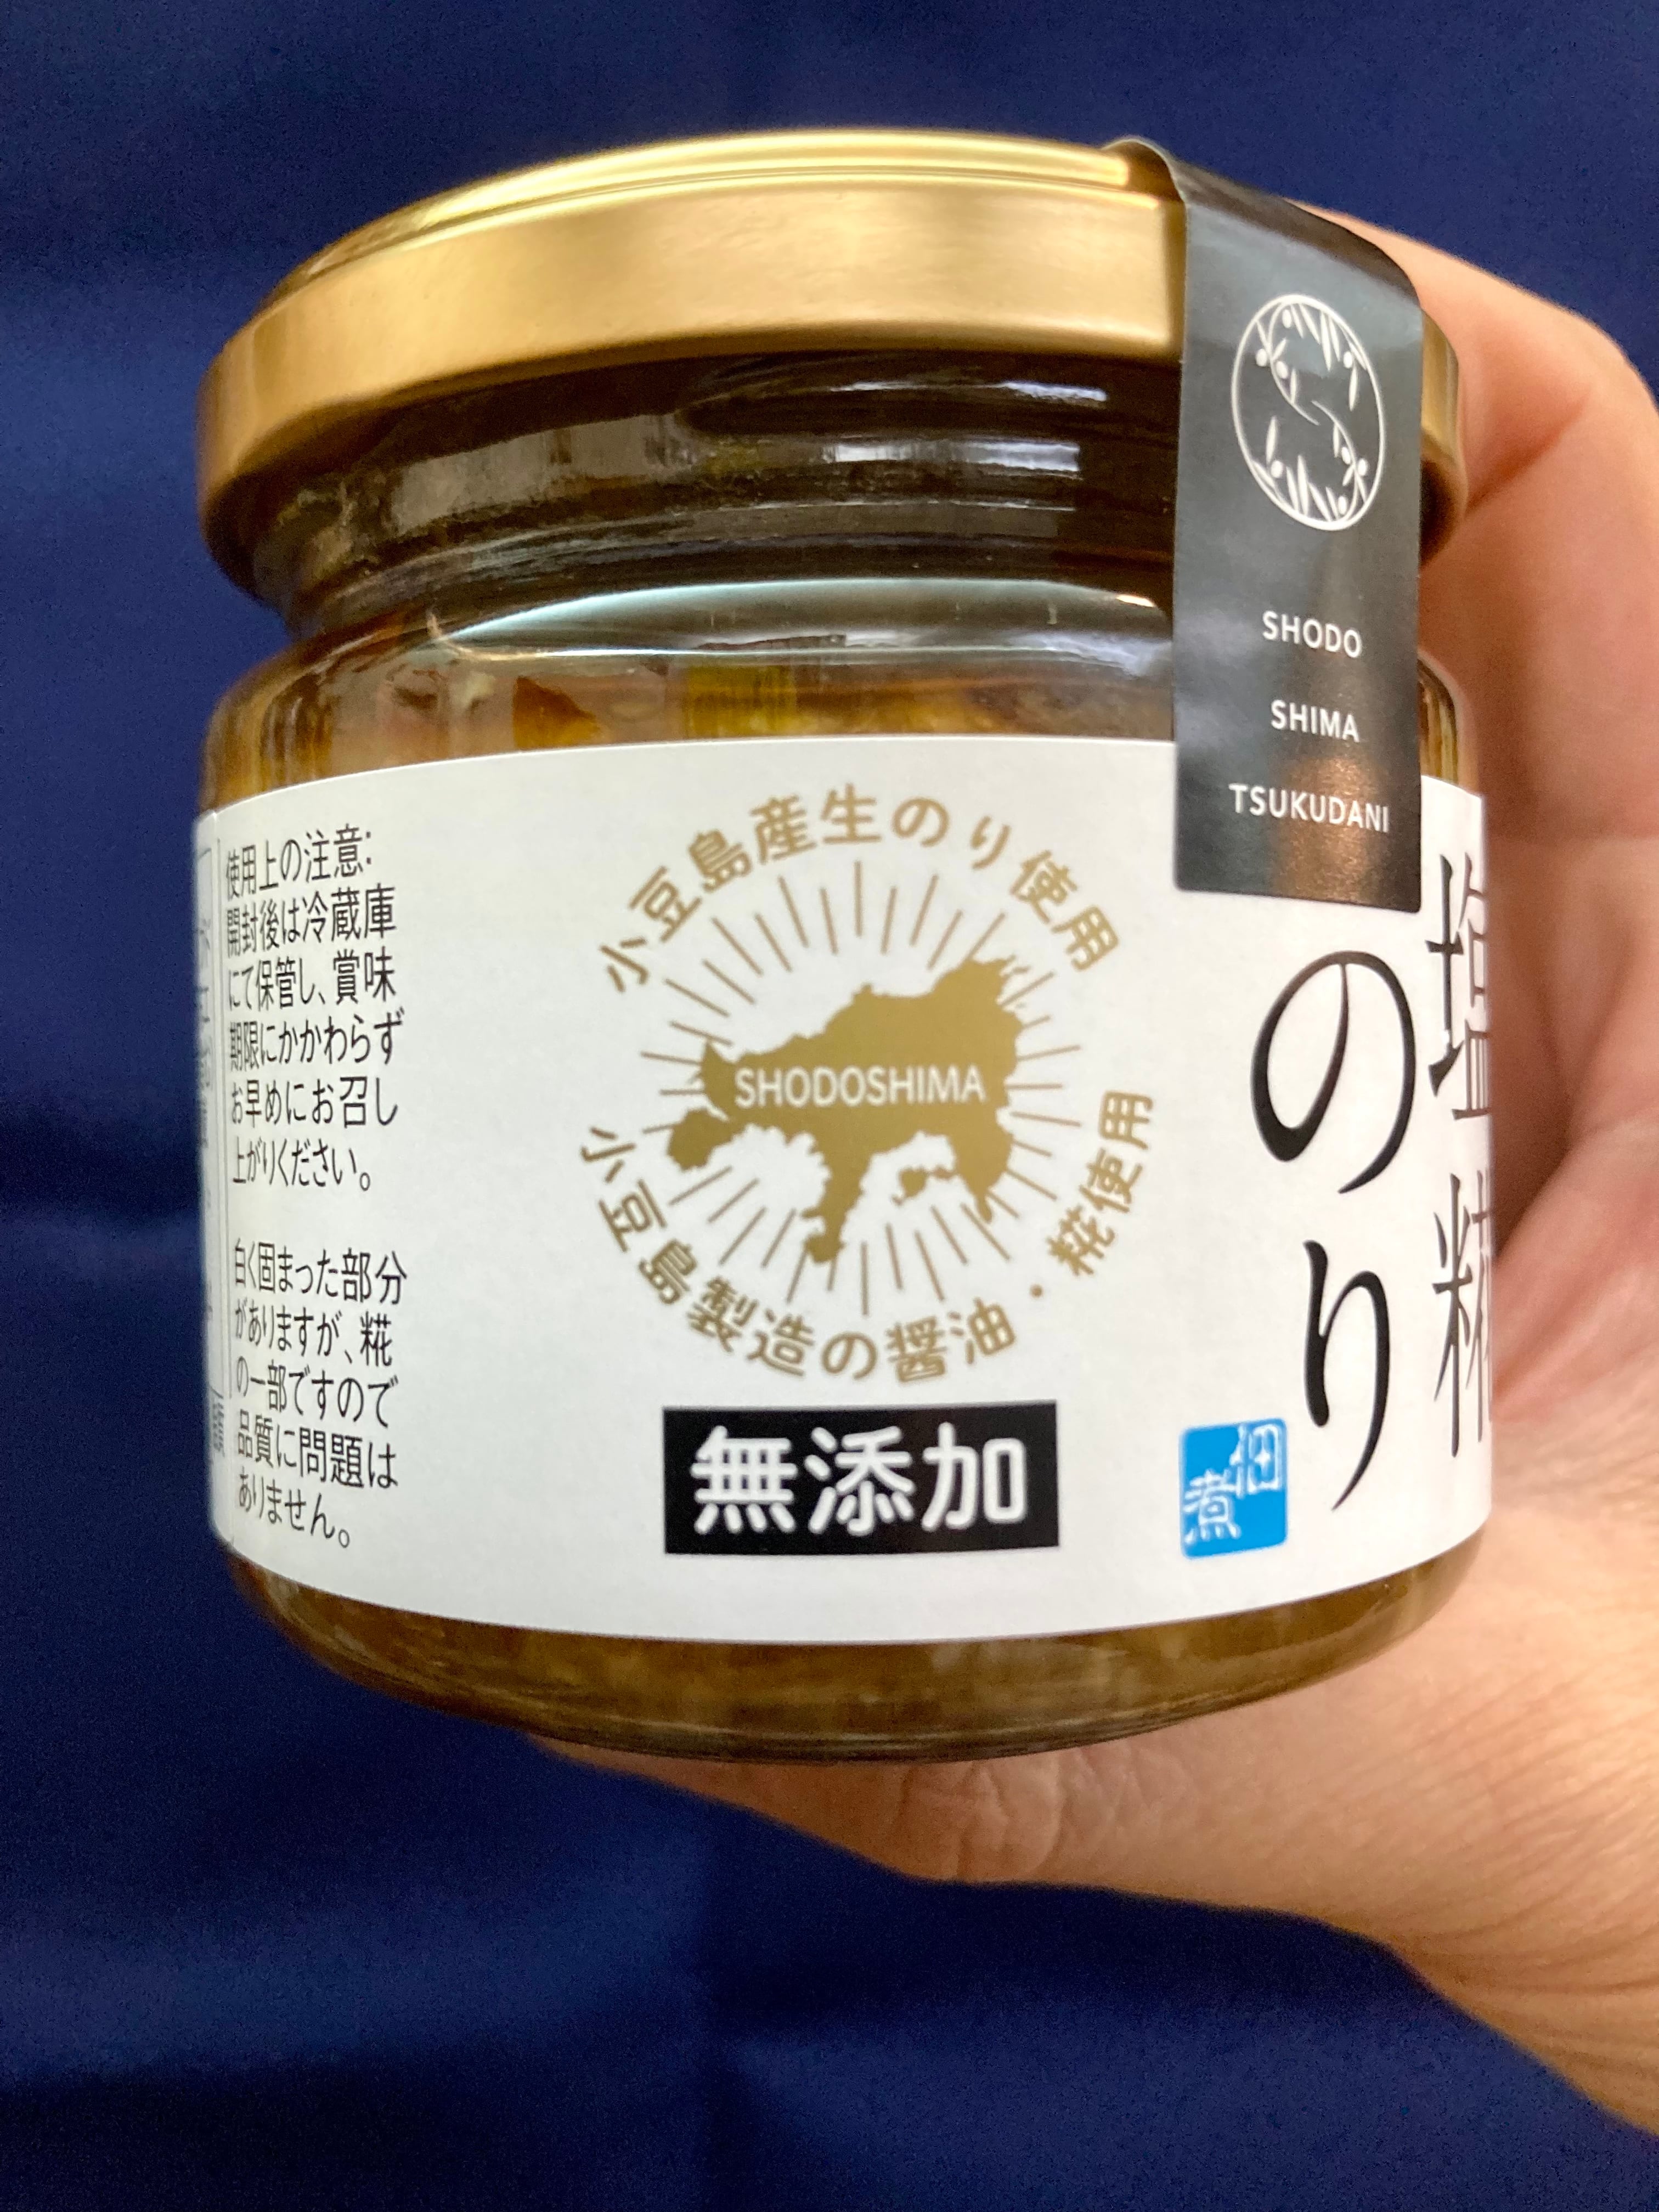 SHODO
SHIMA
TSUKUDANI
使用上の注意:
開封後は冷蔵庫
にて保管し、賞味
期限にかかわらず
お早めにお召し
上がりください。
白く固まった部分
がありますが、糀
の一部ですので
品質に問題は
ありません。
小豆島産生のり使用
SHODOSHIMA
小豆島製造の醤油・糀使用
無添加
塩糀
のり
佃煮